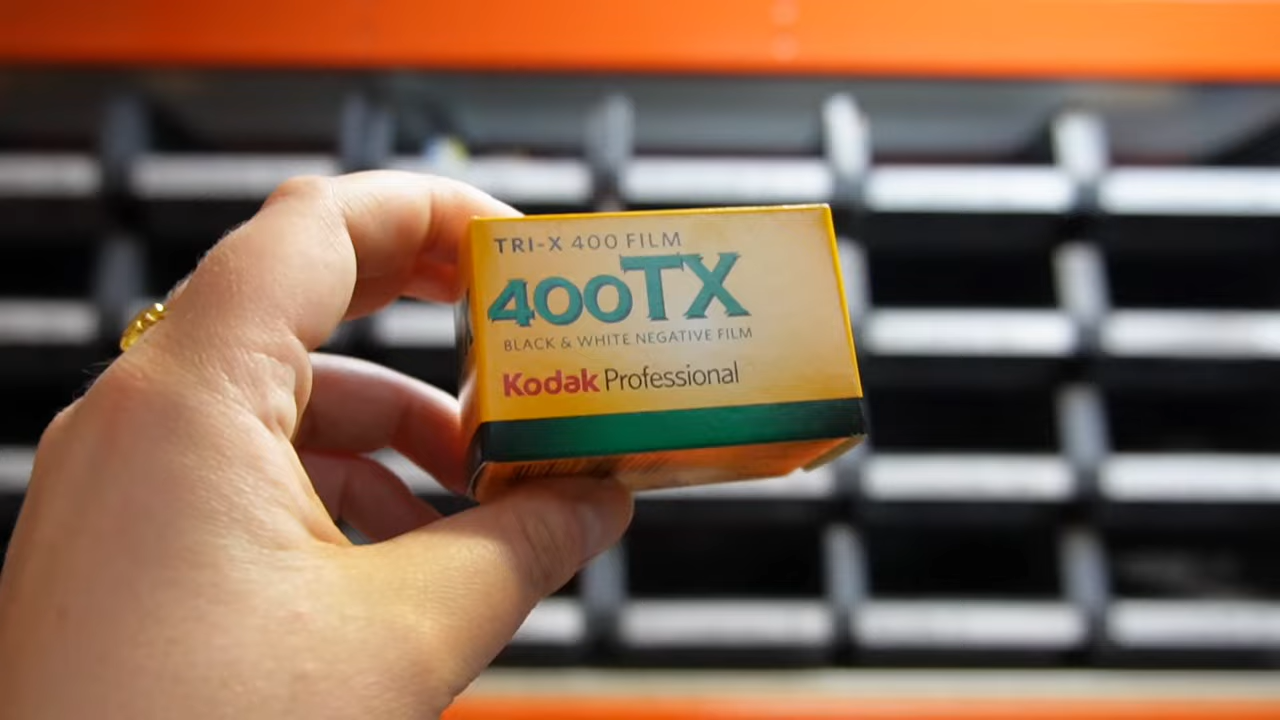 TRI-X 400 FILM
400TX
BLACK & WHITE NEGATIVE FILM
Kodak Professional